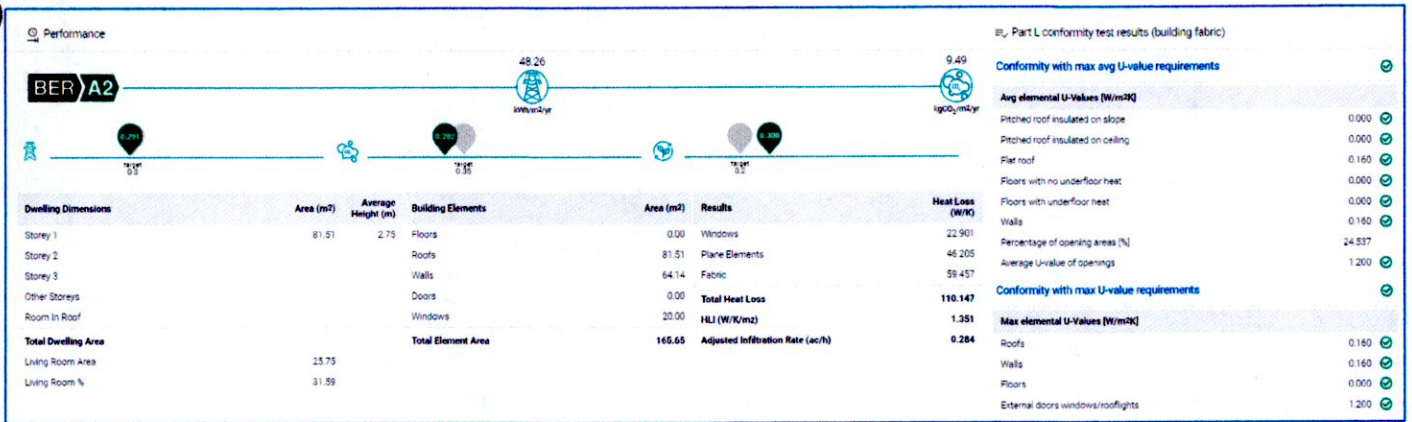 Performance
BER A2
48.26
kWh/m2/yr
9.49
kgCO2/m2/yr
0.291
Target
0.3
0.282
Target
0.35
0.300
Target
0.2
Dwelling Dimensions Area (m2) Average Height (m)
Storey 1 81.51 2.75
Storey 2
Storey 3
Other Storeys
Room In Roof
Total Dwelling Area
Living Room Area 25.75
Living Room % 31.59
Building Elements Area (m2)
Floors 0.00
Roofs 81.51
Walls 64.14
Doors 0.00
Windows 20.00
Total Element Area 165.65
Results Heat Loss (W/K)
Windows 22.901
Plane Elements 46.205
Fabric 59.457
Total Heat Loss 110.147
HLI (W/K/m2) 1.351
Adjusted Infiltration Rate (ac/h) 0.284
Part L conformity test results (building fabric)
Conformity with max avg U-value requirements
Avg elemental U-Values [W/m2K]
Pitched roof insulated on slope 0.000
Pitched roof insulated on ceiling 0.000
Flat roof 0.160
Floors with no underfloor heat 0.000
Floors with underfloor heat 0.000
Walls 0.160
Percentage of opening areas [%] 24.537
Average U-value of openings 1.200
Conformity with max U-value requirements
Max elemental U-Values [W/m2K]
Roofs 0.160
Walls 0.160
Floors 0.000
External doors windows/rooflights 1.200